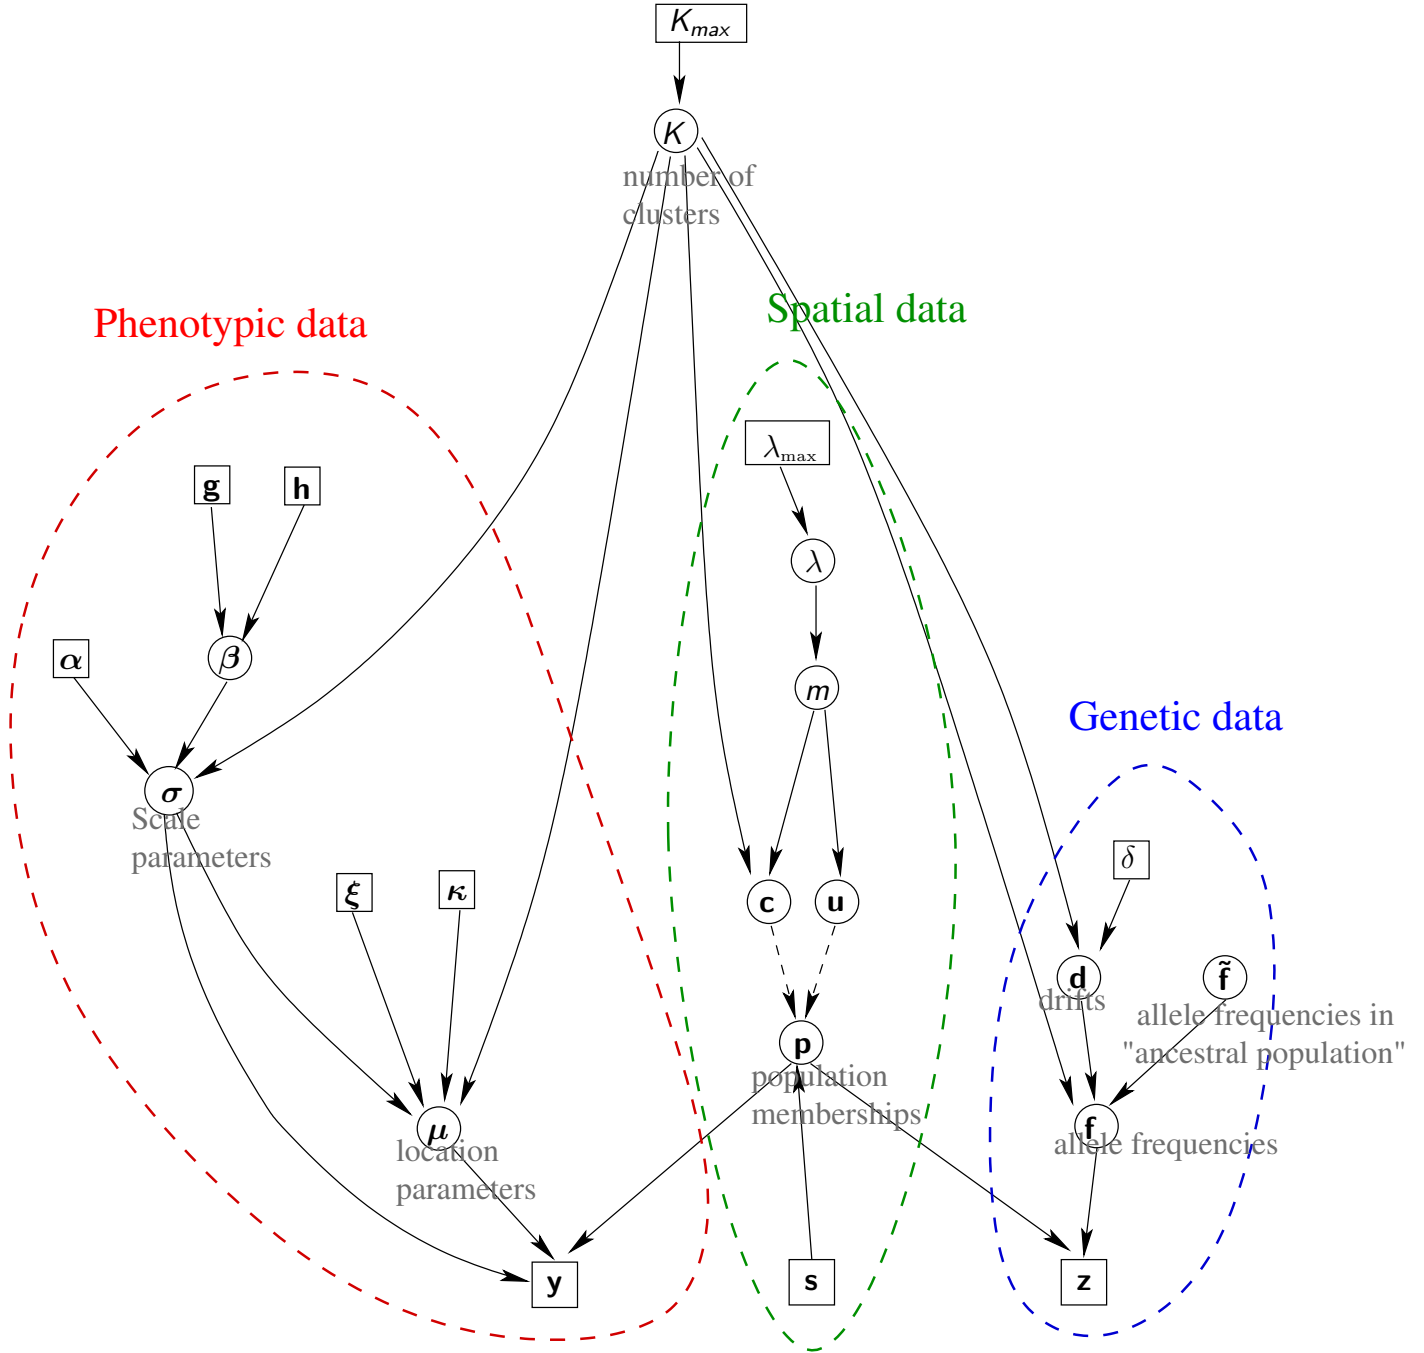 K_max
K
number of
clusters
Spatial data
Phenotypic data
λ_max
g
h
λ
α
β
m
Genetic data
σ
Scale
parameters
δ
ξ
κ
c
u
d
f̃
drifts
allele frequencies in
"ancestral population"
p
population
memberships
μ
location
parameters
f
allele frequencies
y
s
z